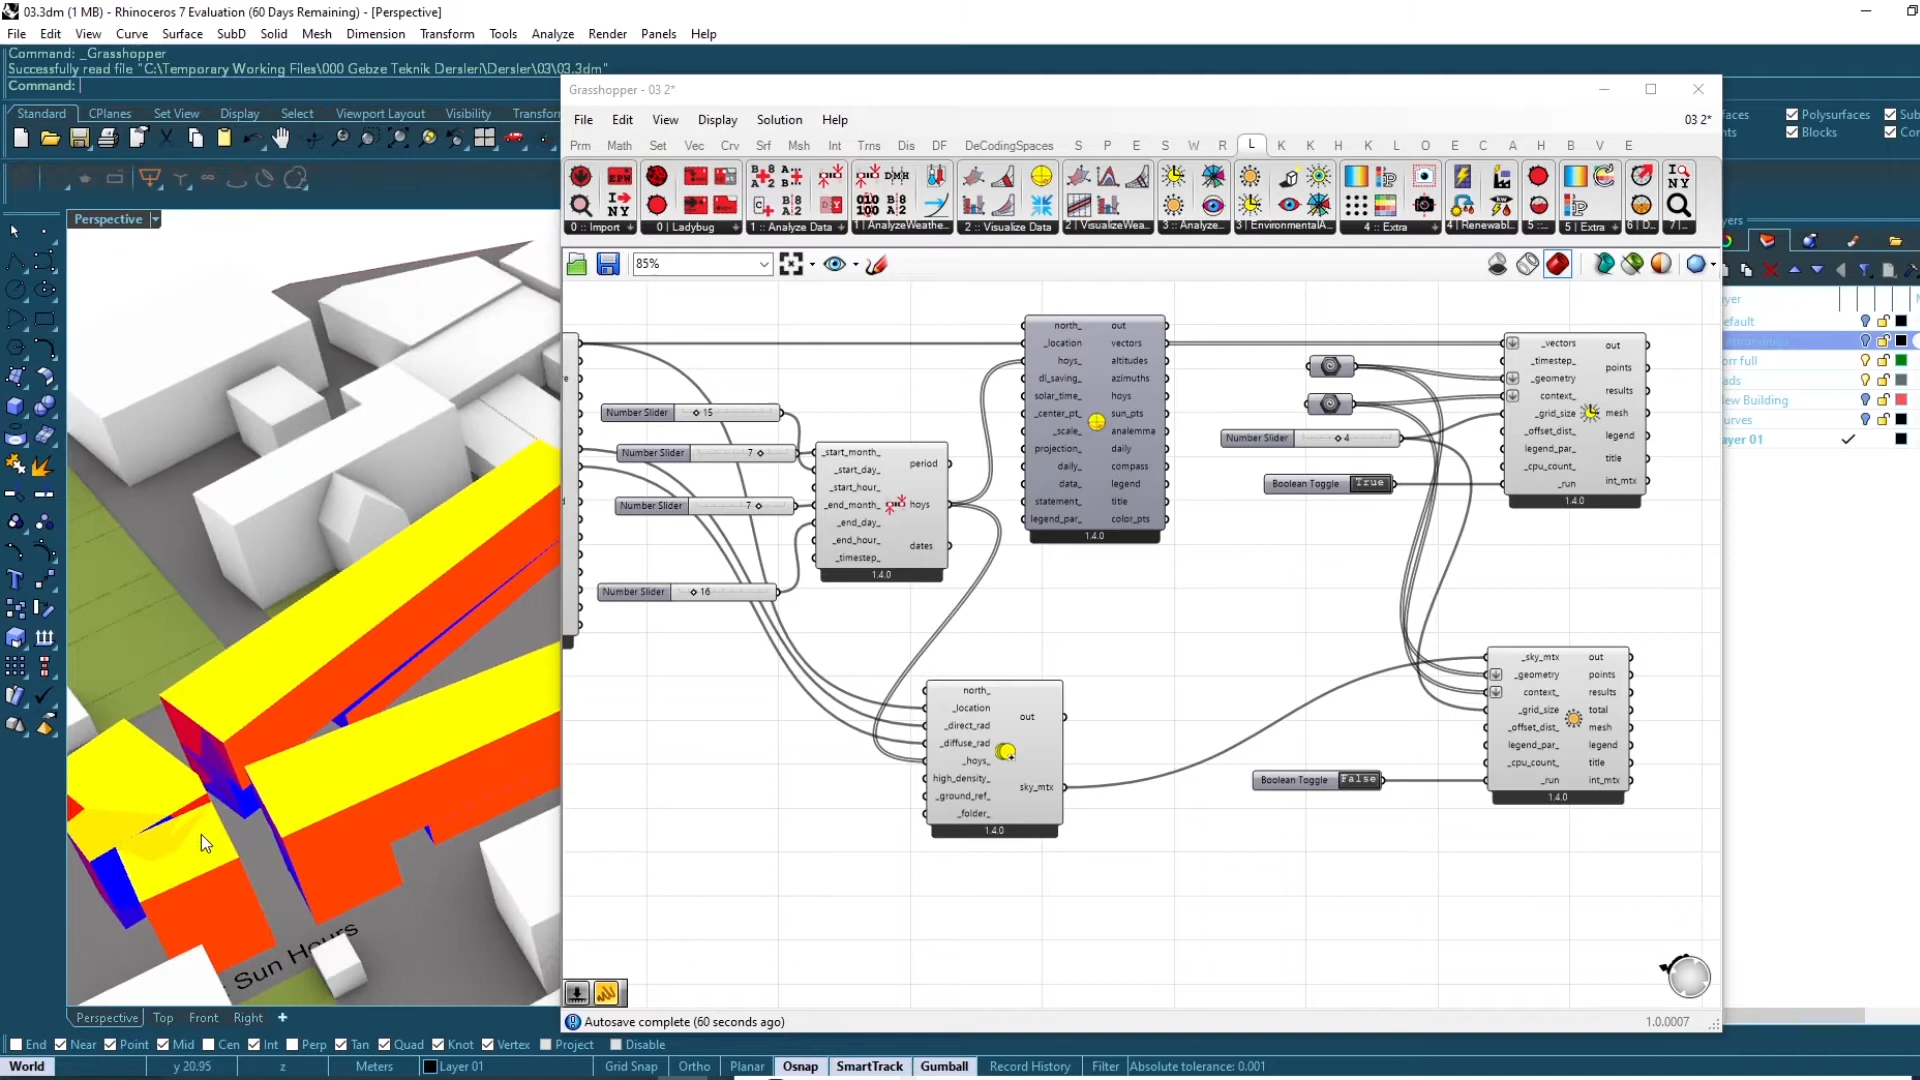 03.3dm (1 MB) - Rhinoceros 7 Evaluation (60 Days Remaining) - [Perspective]
File Edit View Curve Surface SubD Solid Mesh Dimension Transform Tools Analyze Render Panels Help
Command: _Grasshopper
Successfully read file "C:\Temporary Working Files\000 Gebze Teknik Dersleri\Dersler\03\03.3dm"
Command:
Standard CPlanes Set View Display Select Viewport Layout Visibility Transform
Polysurfaces
Blocks
Perspective
Grasshopper - 03 2*
File Edit View Display Solution Help 03 2*
Prm Math Set Vec Crv Srf Msh Int Trns Dis DF DeCodingSpaces S P E S W R L K K H K L O E C A H B V E
0 :: Import 0 | Ladybug 1 :: Analyze Data 1 | AnalyzeWeathe... 2 :: Visualize Data 2 | VisualizeWea... 3 :: Analyze... 3 | EnvironmentalA... 4 :: Extra 4 | Renewabl... 5 ::... 5 | Extra 6 | D... 7 |...
85%
north_ out
_location vectors
hoys_ altitudes
dl_saving_ azimuths
solar_time_ hoys
_center_pt_ sun_pts
_scale_ analemma
projection_ daily
daily_ compass
data_ legend
statement_ title
legend_par_ color_pts
1.4.0
Number Slider 15
Number Slider 7
Number Slider 7
Number Slider 16
_start_month_ period
_start_day_
_start_hour_
_end_month_ hoys
_end_day_
_end_hour_ dates
_timestep_
1.4.0
Number Slider 4
Boolean Toggle True
_vectors out
_timestep_ points
_geometry results
context_ mesh
_grid_size legend
_offset_dist_ title
legend_par_ int_mtx
_cpu_count_
_run
1.4.0
north_ out
_location
_direct_rad
_diffuse_rad
_hoys_
high_density_ sky_mtx
_ground_ref_
_folder_
1.4.0
Boolean Toggle False
_sky_mtx out
_geometry points
context_ results
_grid_size total
_offset_dist_ mesh
legend_par_ legend
_cpu_count_ title
_run int_mtx
1.4.0
Sun Hours
Autosave complete (60 seconds ago) 1.0.0007
Perspective Top Front Right
End Near Point Mid Cen Int Perp Tan Quad Knot Vertex Project Disable
World y 20.95 z Meters Layer 01 Grid Snap Ortho Planar Osnap SmartTrack Gumball Record History Filter Absolute tolerance: 0.001